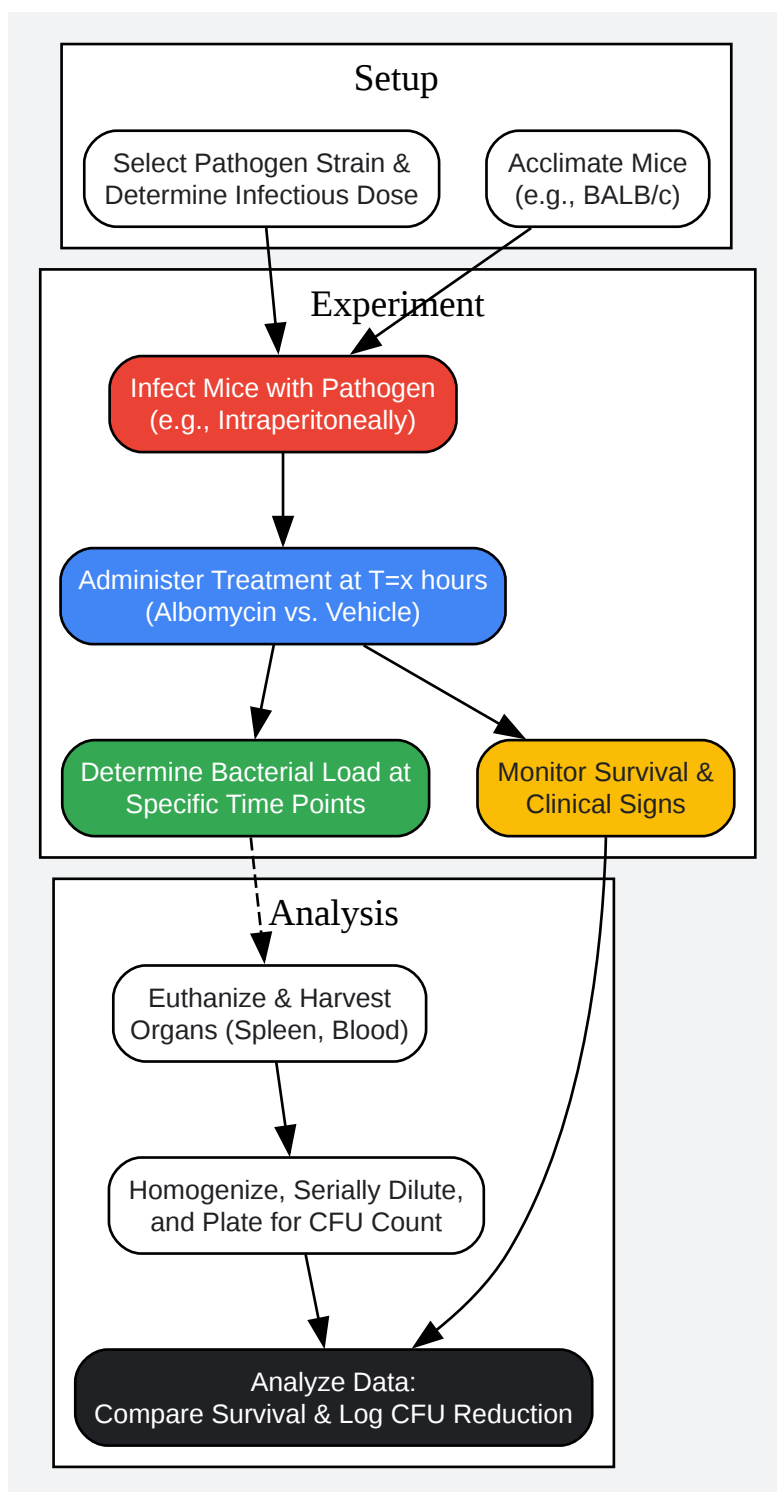 Setup
Select Pathogen Strain &
Determine Infectious Dose
Acclimate Mice
(e.g., BALB/c)
Experiment
Infect Mice with Pathogen
(e.g., Intraperitoneally)
Administer Treatment at T=x hours
(Albomycin vs. Vehicle)
Determine Bacterial Load at
Specific Time Points
Monitor Survival &
Clinical Signs
Analysis
Euthanize & Harvest
Organs (Spleen, Blood)
Homogenize, Serially Dilute,
and Plate for CFU Count
Analyze Data:
Compare Survival & Log CFU Reduction